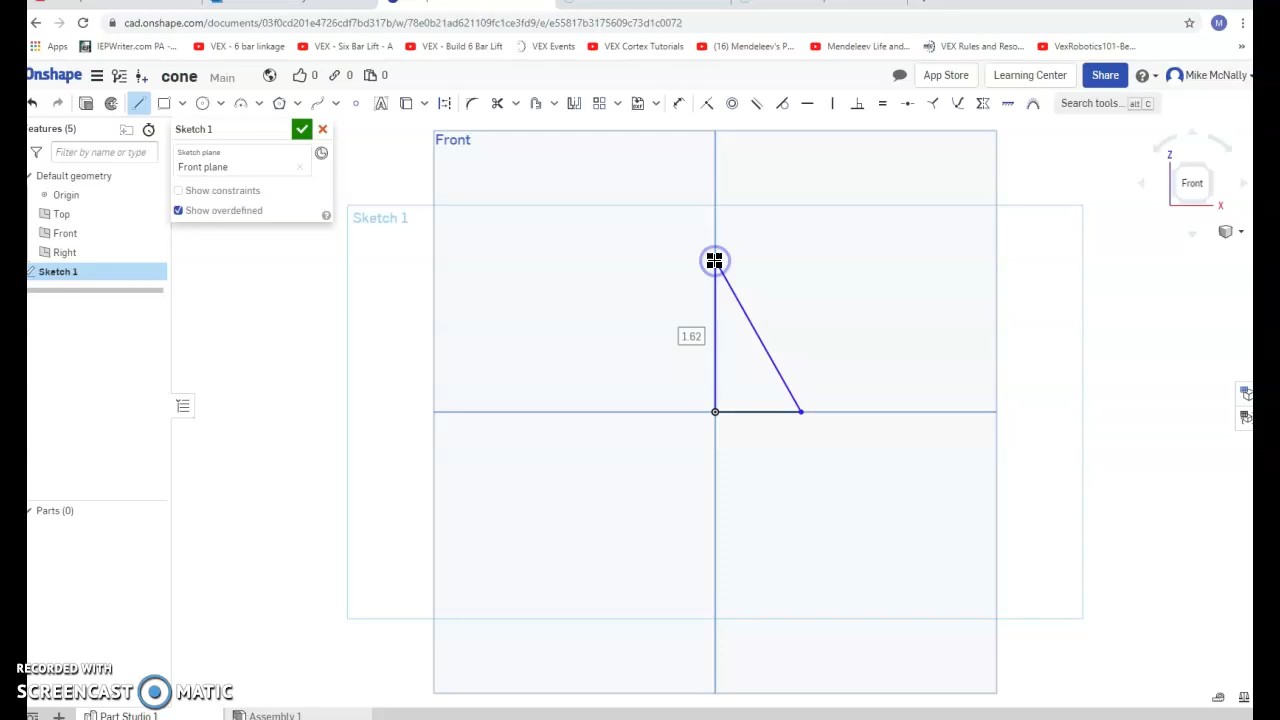 cad.onshape.com/documents/03f0cd201e4726cdf7bd317b/w/78e0b21ad621109fc1ce3fd9/e/e55817b3175609c73d1c0072
M
Apps IEPWriter.com PA -... VEX - 6 bar linkage VEX - Six Bar Lift - A VEX - Build 6 Bar Lift VEX Events VEX Cortex Tutorials (16) Mendeleev's P... Mendeleev Life and... VEX Rules and Reso... VexRobotics101-Be... »
Onshape cone Main 0 0 0 App Store Learning Center Share Mike McNally
Search tools... alt C
Features (5)
Filter by name or type
Default geometry
Origin
Top
Front
Right
Sketch 1
Parts (0)
Sketch 1
Sketch plane
Front plane
Show constraints
Show overdefined
Front
Sketch 1
1.62
Z
Front
X
RECORDED WITH
SCREENCAST MATIC
Part Studio 1 Assembly 1